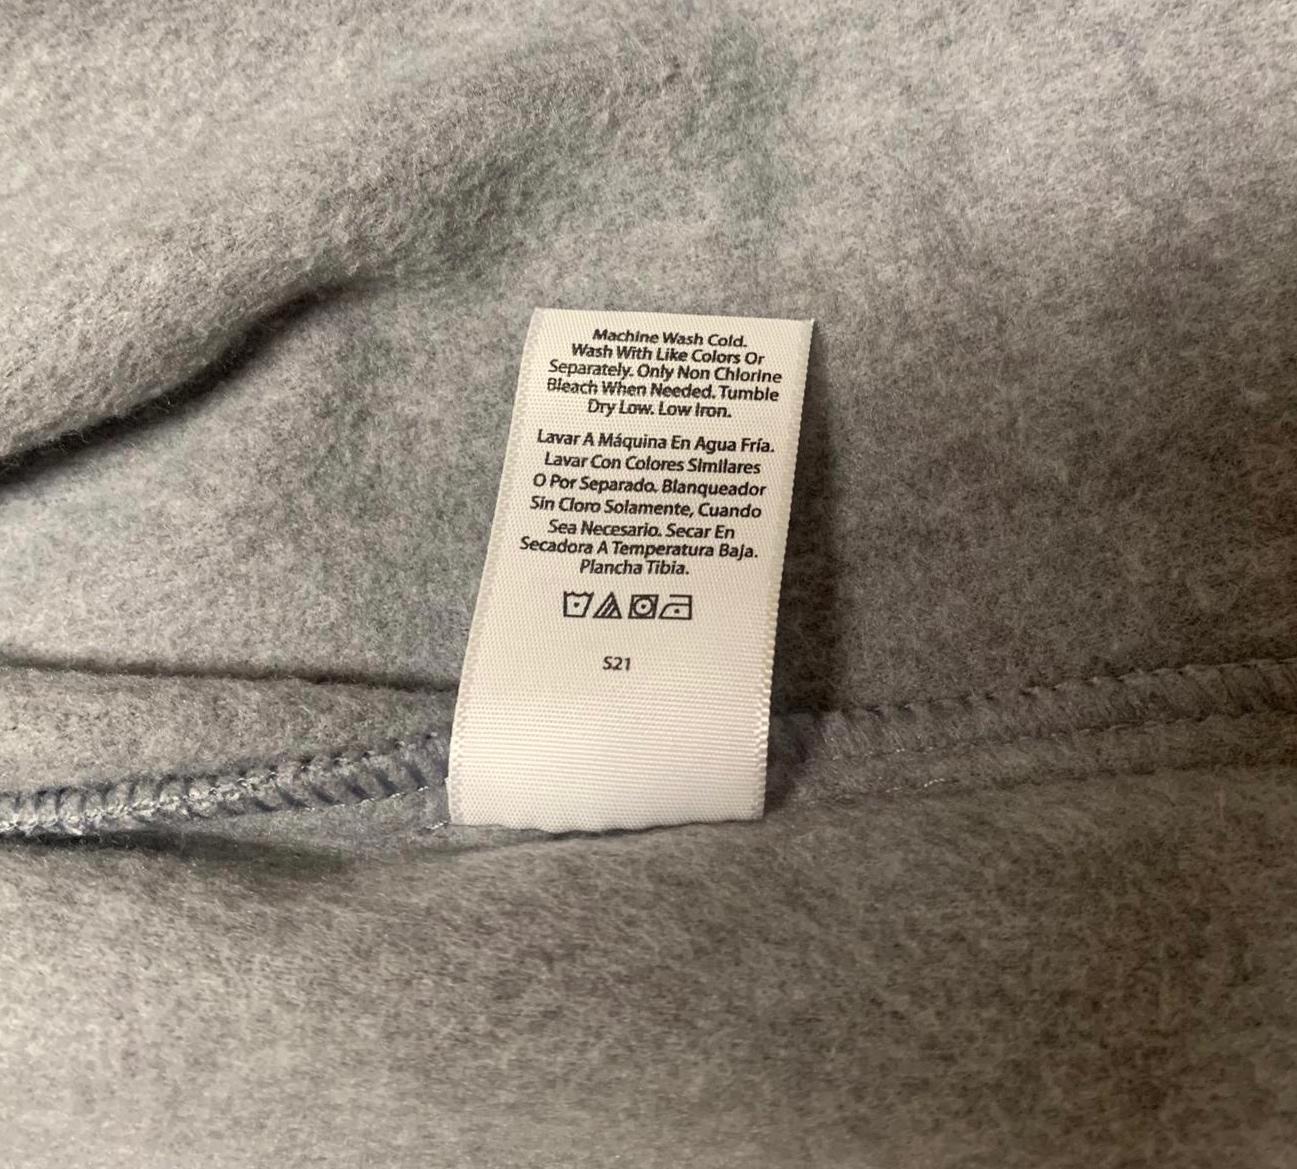 Machine Wash Cold.
Wash With Like Colors Or
Separately. Only Non Chlorine
Bleach When Needed. Tumble
Dry Low. Low Iron.
Lavar A Máquina En Agua Fría.
Lavar Con Colores Similares
O Por Separado. Blanqueador
Sin Cloro Solamente, Cuando
Sea Necesario. Secar En
Secadora A Temperatura Baja.
Plancha Tibia.
S21